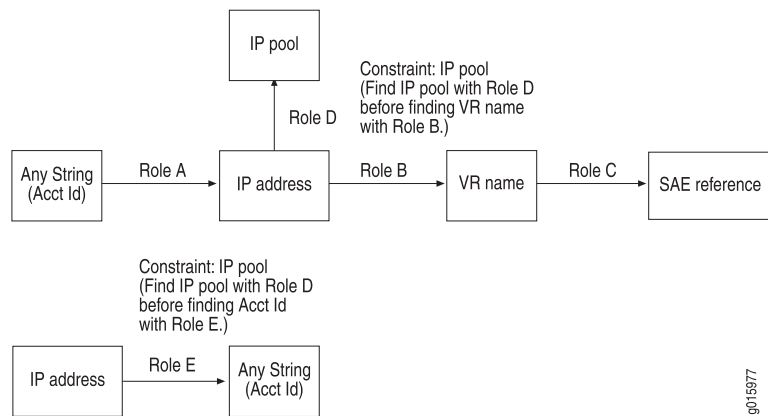 IP pool
Constraint: IP pool
(Find IP pool with Role D
before finding VR name
with Role B.)
Role D
Any String
(Acct Id)
Role A
IP address
Role B
VR name
Role C
SAE reference
Constraint: IP pool
(Find IP pool with Role D
before finding Acct Id
with Role E.)
IP address
Role E
Any String
(Acct Id)
g015977